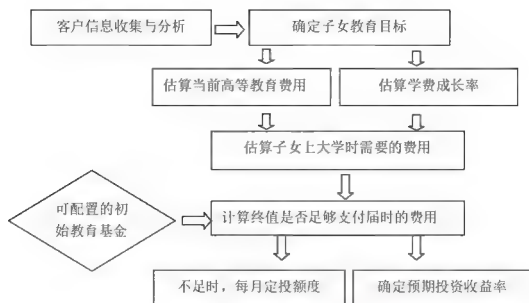 客户信息收集与分析
确定子女教育目标
估算当前高等教育费用
估算学费成长率
估算子女上大学时需要的费用
可配置的初
始教育基金
计算终值是否足够支付届时的费用
不足时，每月定投额度
确定预期投资收益率